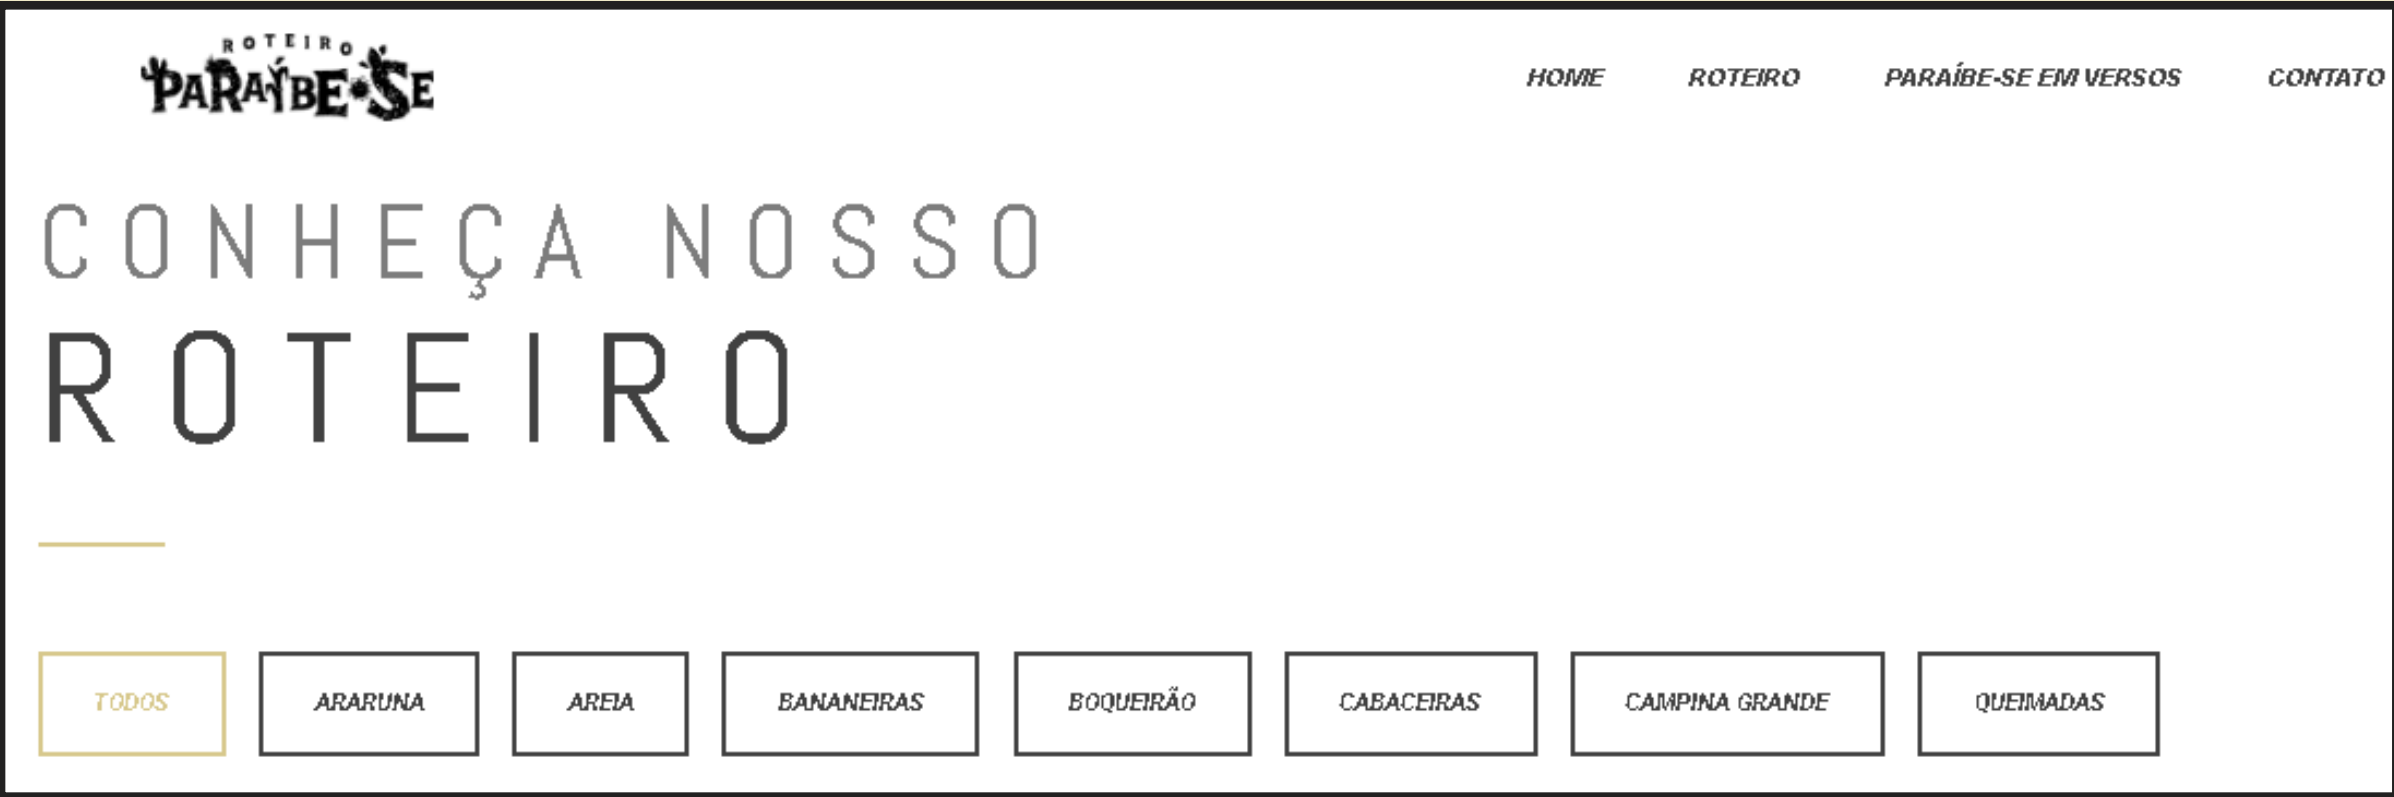 ROTEIRO
PARAÍBE-SE
HOME ROTEIRO PARAÍBE-SE EM VERSOS CONTATO
CONHEÇA NOSSO
ROTEIRO
TODOS ARARUNA AREIA BANANEIRAS BOQUEIRÃO CABACEIRAS CAMPINA GRANDE QUEIMADAS